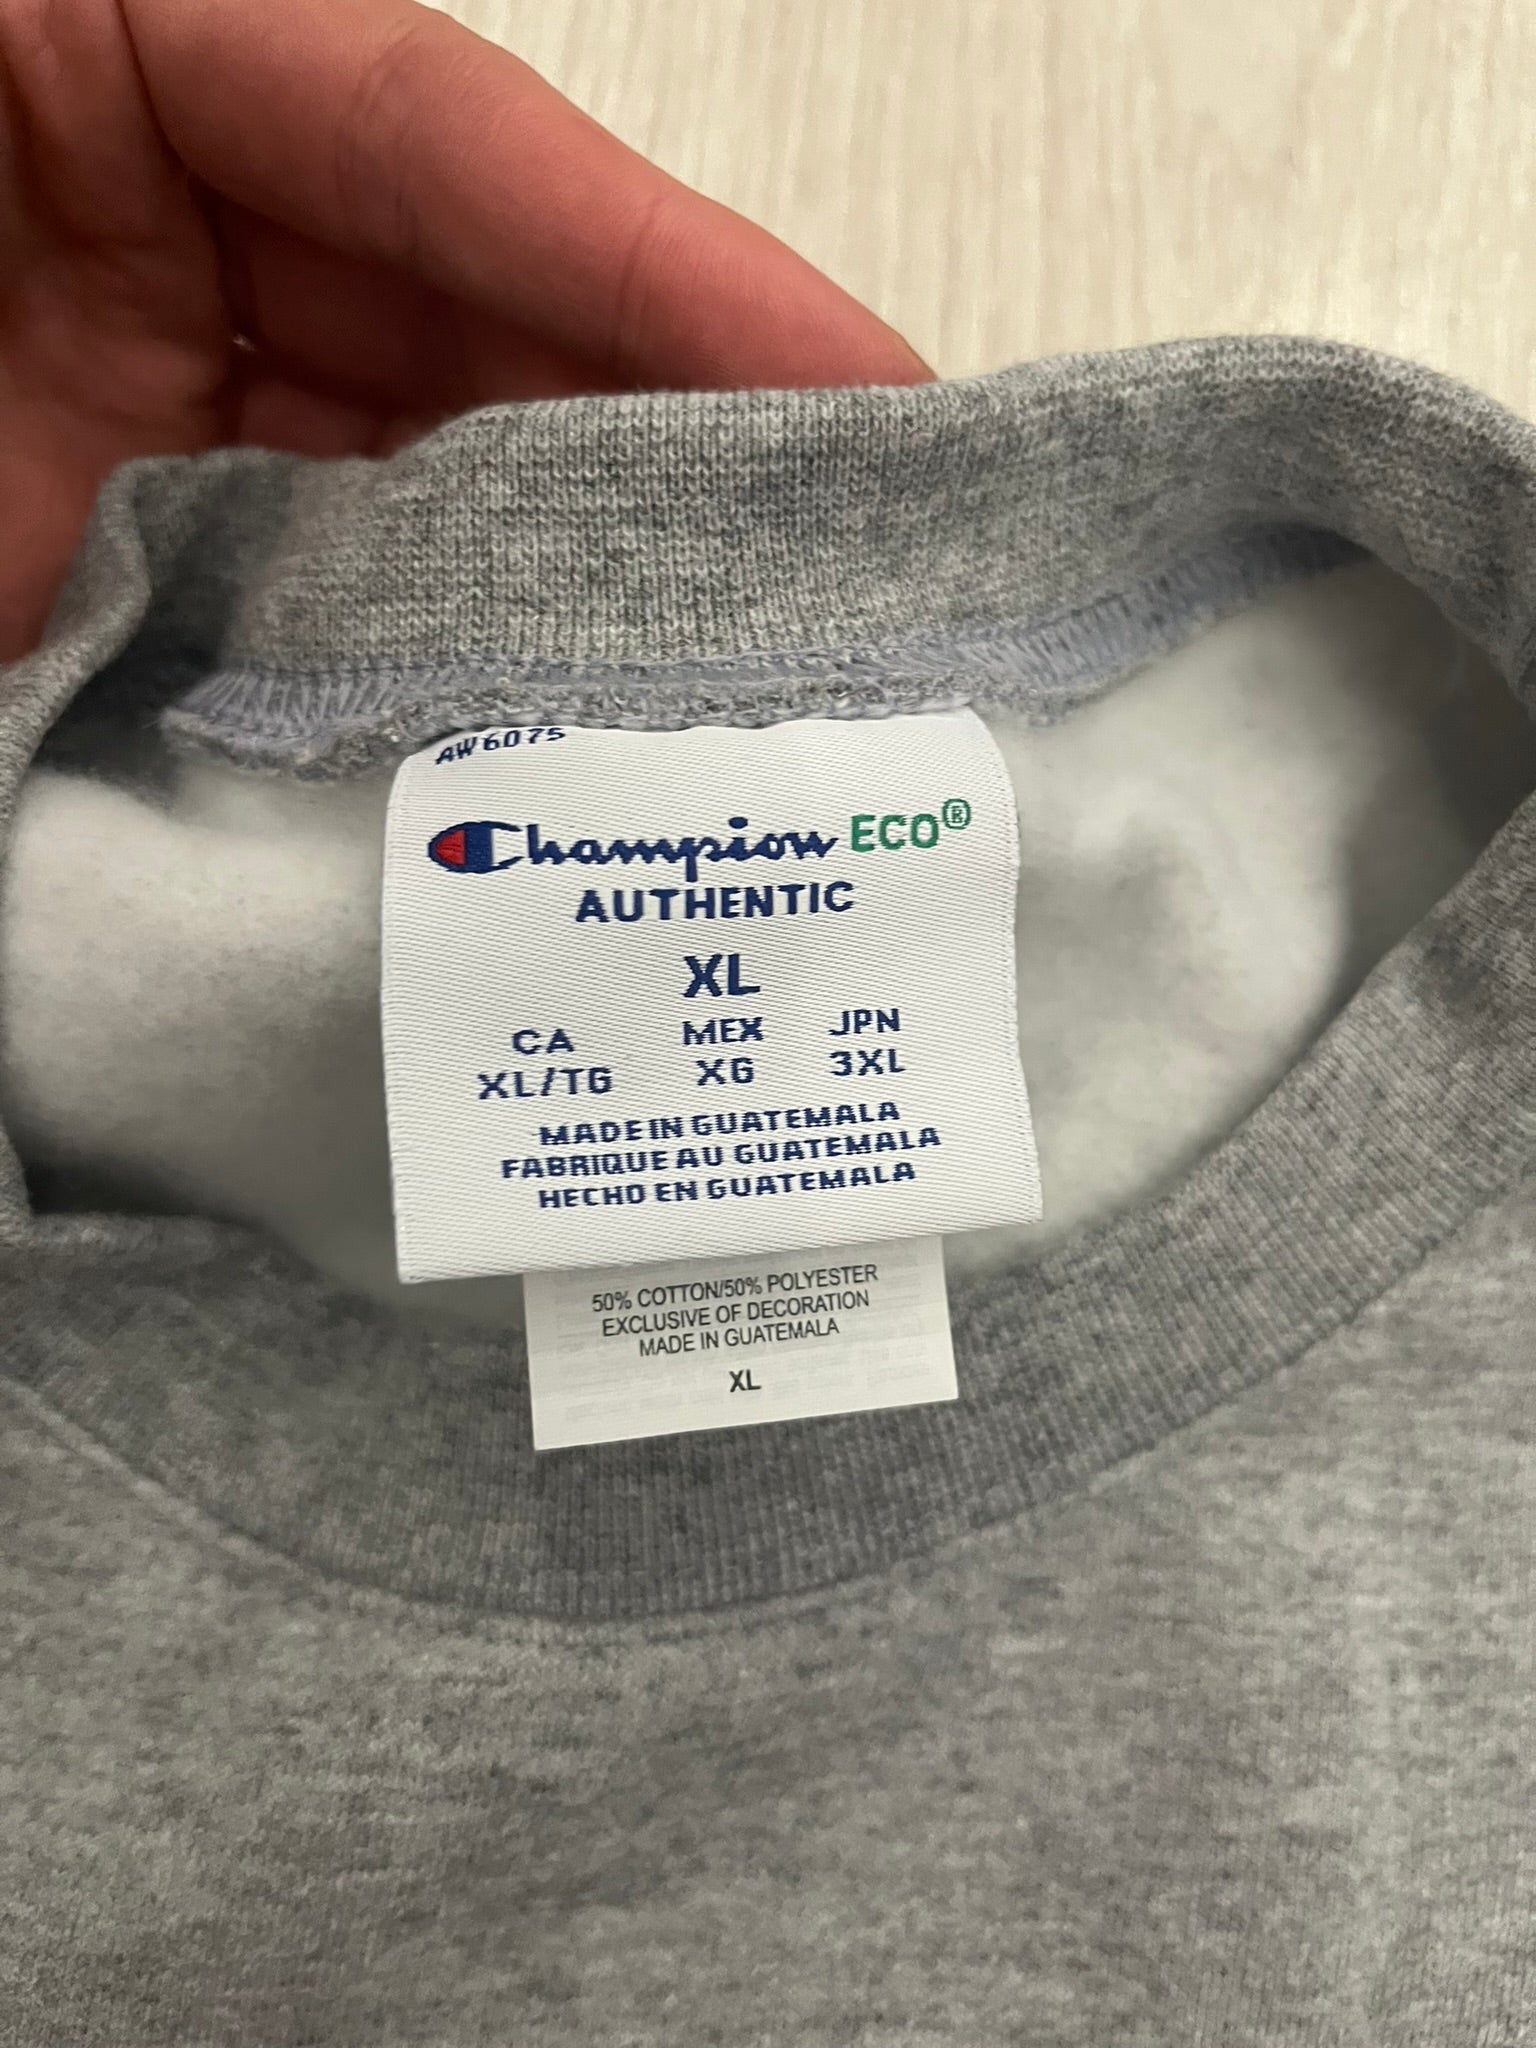 AW6075
Champion ECO®
AUTHENTIC
XL
CA MEX JPN
XL/TG XG 3XL
MADE IN GUATEMALA
FABRIQUE AU GUATEMALA
HECHO EN GUATEMALA
50% COTTON/50% POLYESTER
EXCLUSIVE OF DECORATION
MADE IN GUATEMALA
XL